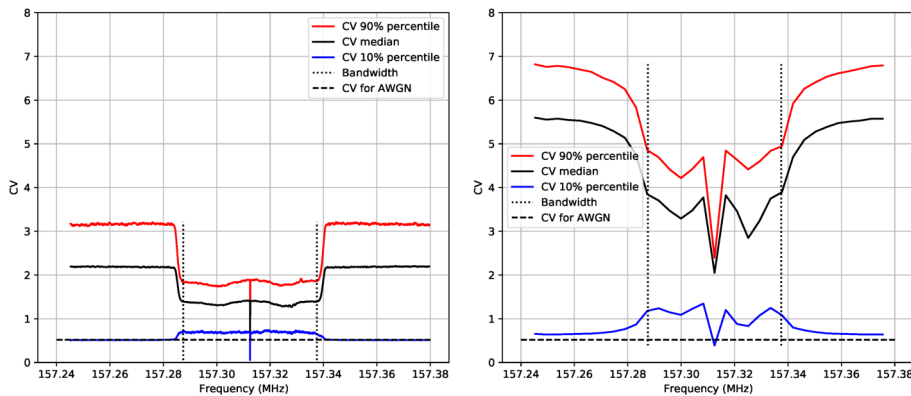 8
7
6
5
4
3
2
1
0
CV
CV 90% percentile
CV median
CV 10% percentile
Bandwidth
CV for AWGN
157.24 157.26 157.28 157.30 157.32 157.34 157.36 157.38
Frequency (MHz)
8
7
6
5
4
3
2
1
0
CV
CV 90% percentile
CV median
CV 10% percentile
Bandwidth
CV for AWGN
157.24 157.26 157.28 157.30 157.32 157.34 157.36 157.38
Frequency (MHz)